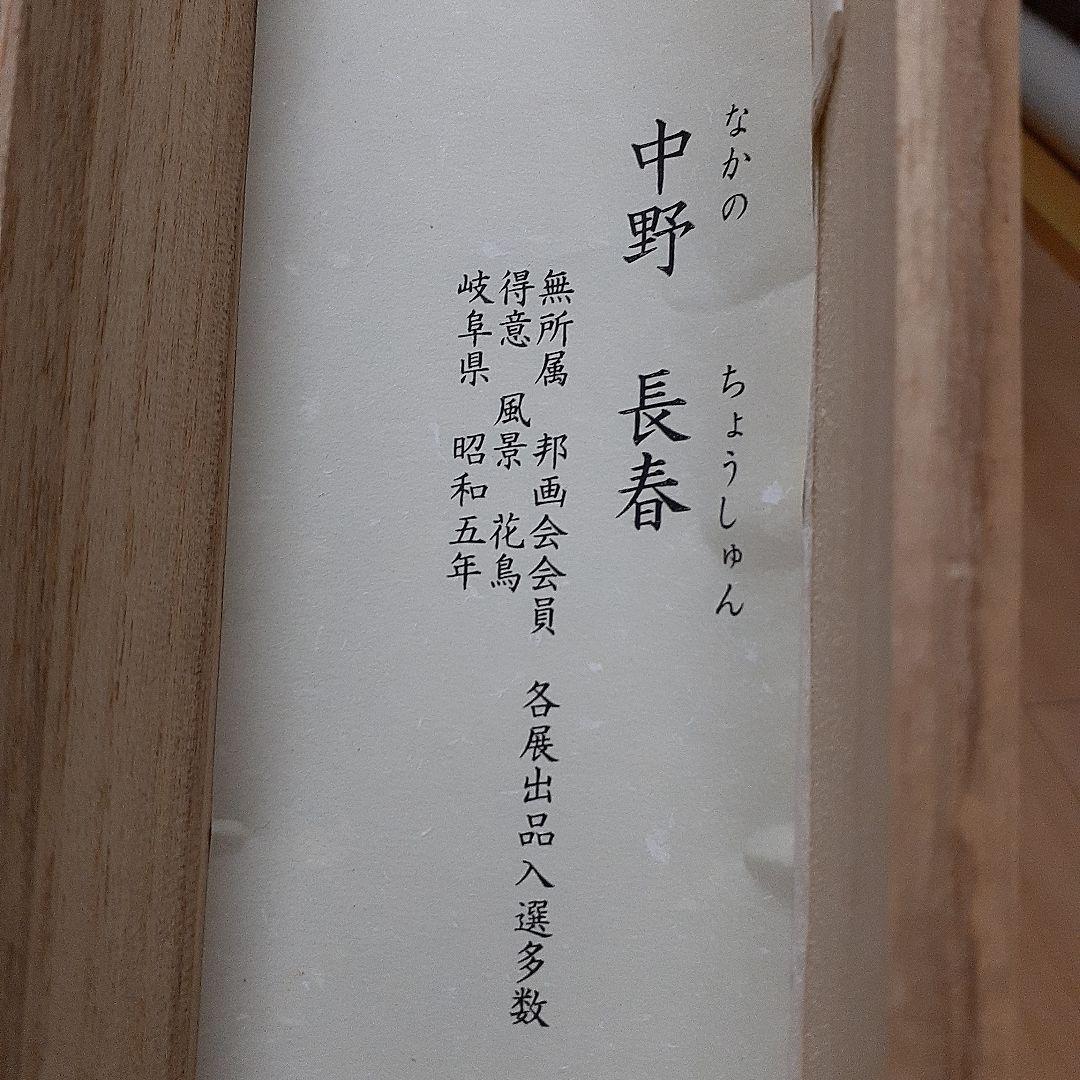 なかの ちょうしゅん
中野 長春
無所属 邦画会会員 各展出品入選多数
得意 風景 花鳥
岐阜県 昭和五年